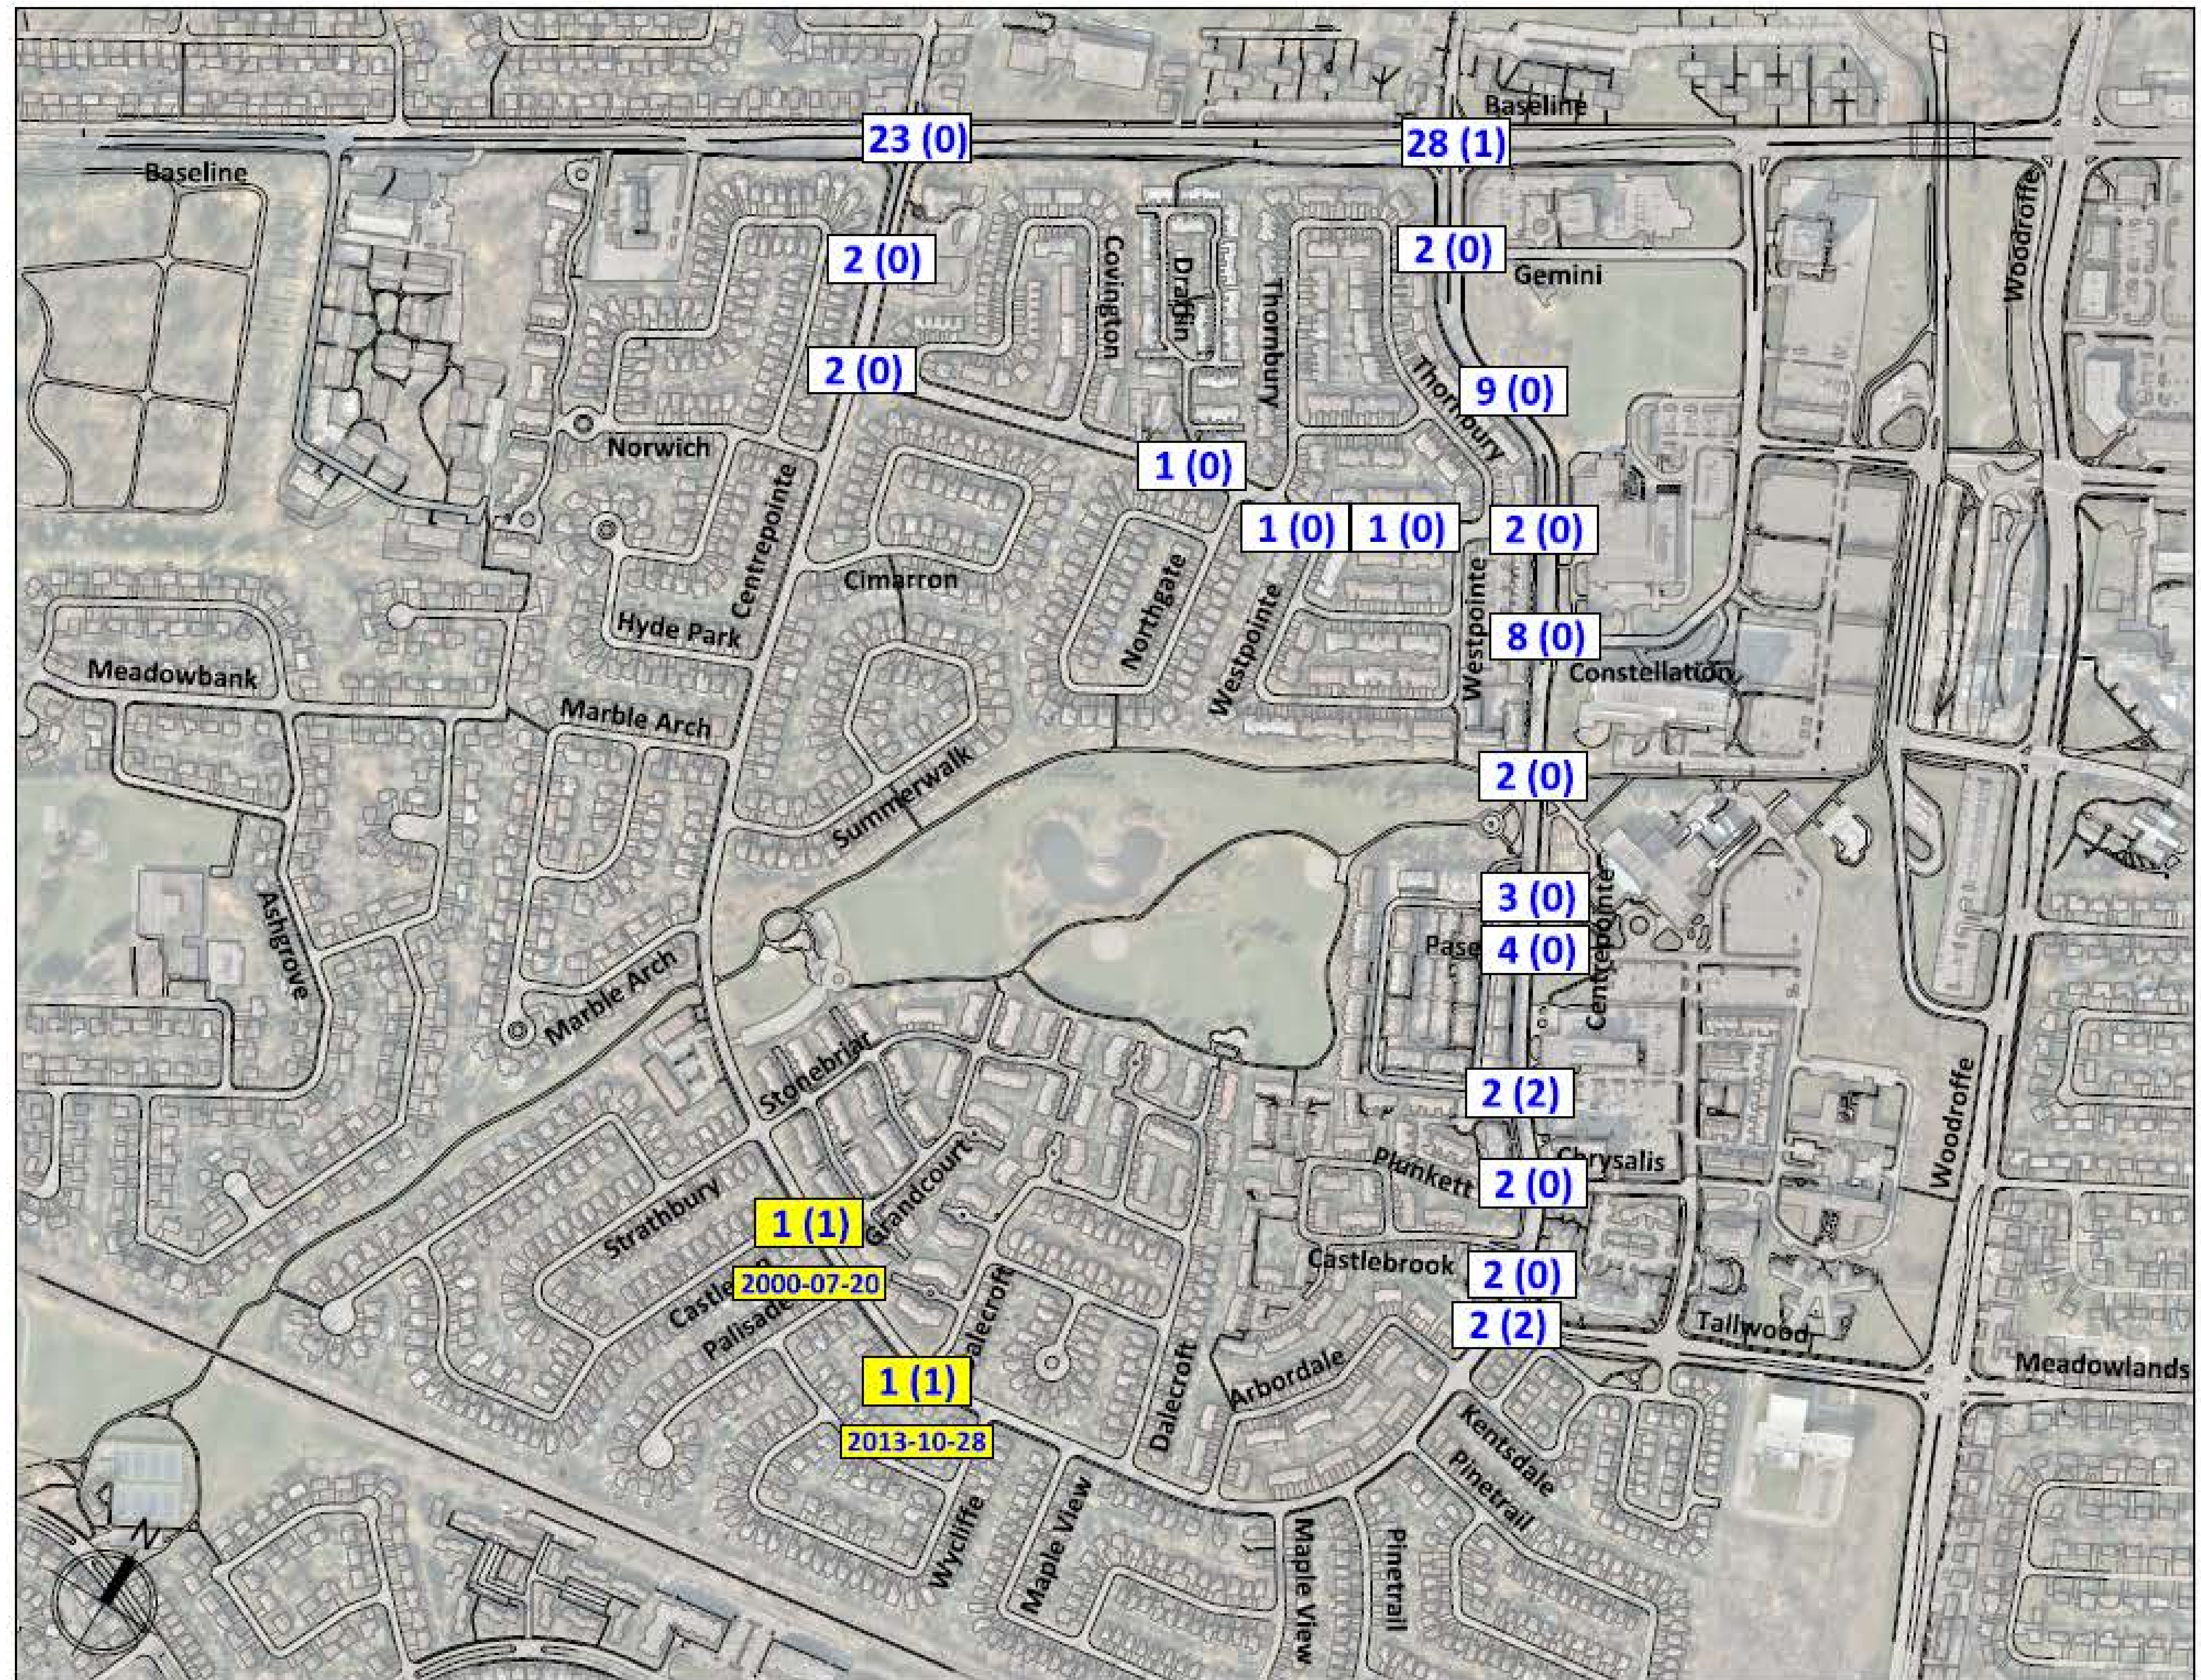 Baseline
23 (0)
28 (1)
Baseline
Woodroffe
2 (0)
2 (0)
Gemini
Covington
Draffin
Thornbury
2 (0)
Thornbury
9 (0)
Norwich
1 (0)
Centrepointe
1 (0)
1 (0)
2 (0)
Cimarron
Northgate
Westpointe
Westpointe
Hyde Park
8 (0)
Meadowbank
Constellation
Marble Arch
2 (0)
Summerwalk
3 (0)
Ashgrove
Pase
4 (0)
Centrepointe
Marble Arch
Stonebriar
2 (2)
Woodroffe
Plunkett
Chrysalis
2 (0)
Strathbury
1 (1)
Grandcourt
Castlebrook
2 (0)
2000-07-20
Palisade
2 (2)
Tallwood
Dalecroft
Meadowlands
1 (1)
Arbordale
Dalecroft
2013-10-28
Kentsdale
Pinetrail
Wycliffe
Maple View
Maple View
Pinetrail
N